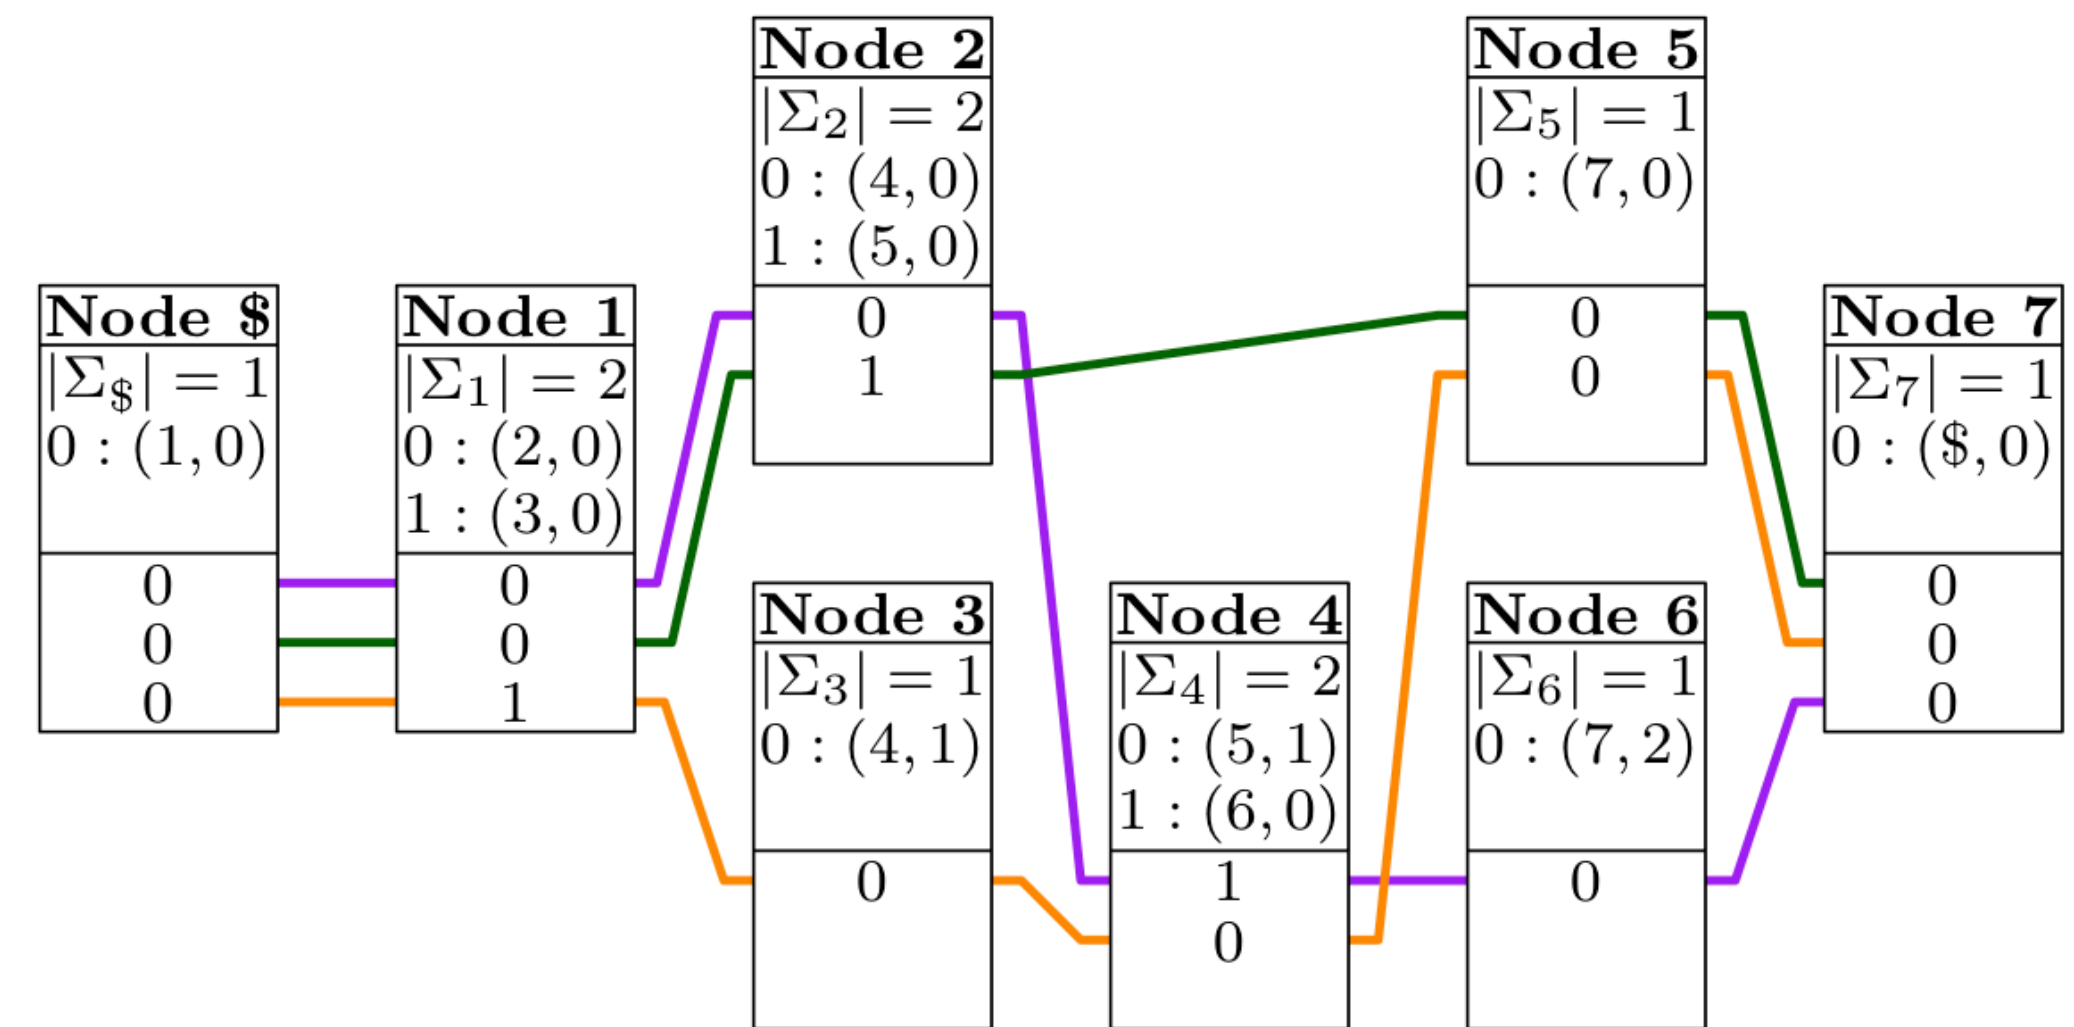 Node $
|Σ$| = 1
0 : (1, 0)
0
0
0
Node 1
|Σ1| = 2
0 : (2, 0)
1 : (3, 0)
0
0
1
Node 2
|Σ2| = 2
0 : (4, 0)
1 : (5, 0)
0
1
Node 3
|Σ3| = 1
0 : (4, 1)
0
Node 4
|Σ4| = 2
0 : (5, 1)
1 : (6, 0)
1
0
Node 5
|Σ5| = 1
0 : (7, 0)
0
0
Node 6
|Σ6| = 1
0 : (7, 2)
0
Node 7
|Σ7| = 1
0 : ($, 0)
0
0
0